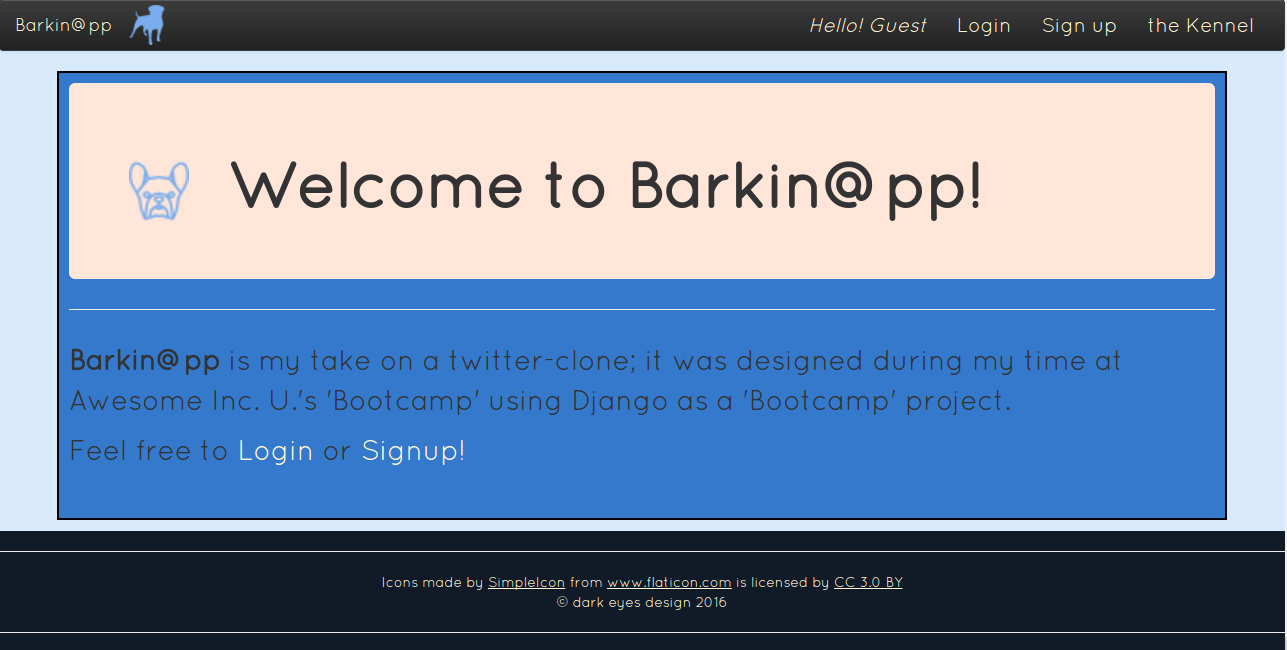 Barkin@pp Hello! Guest Login Sign up the Kennel
Welcome to Barkin@pp!
Barkin@pp is my take on a twitter-clone; it was designed during my time at
Awesome Inc. U.'s 'Bootcamp' using Django as a 'Bootcamp' project.
Feel free to Login or Signup!
Icons made by SimpleIcon from www.flaticon.com is licensed by CC 3.0 BY
© dark eyes design 2016